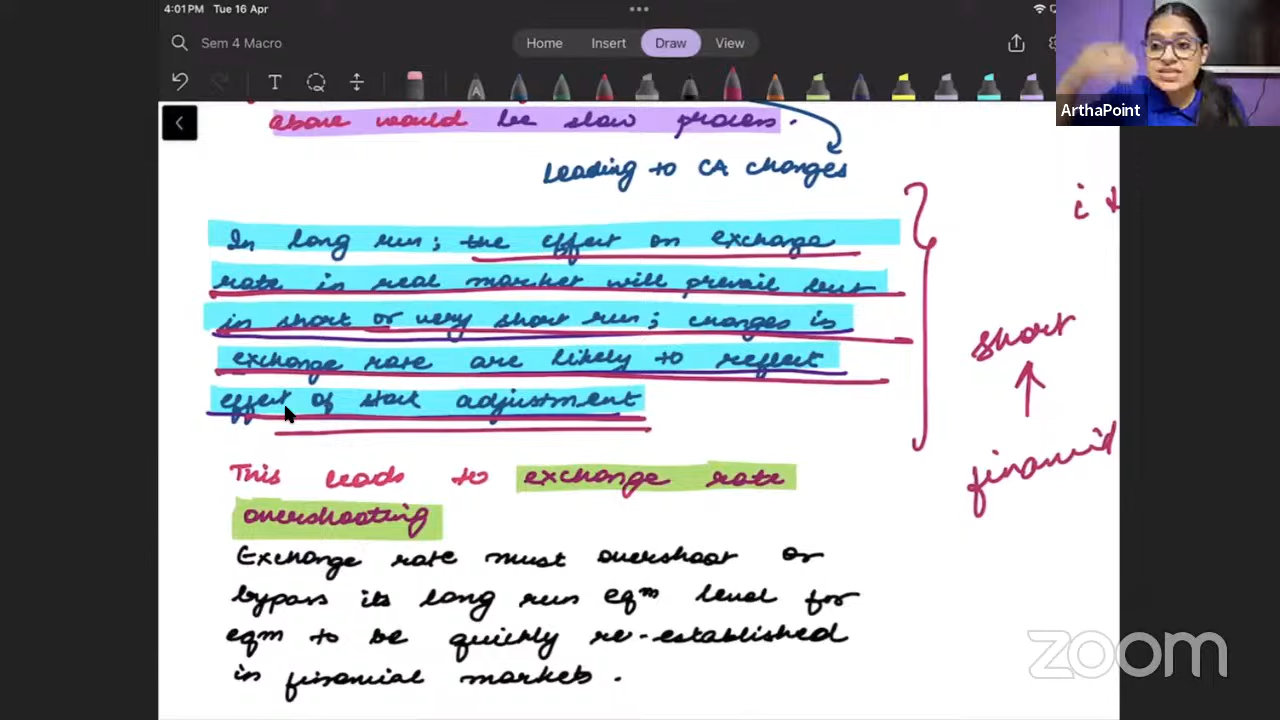 4:01 PM Tue 16 Apr
Sem 4 Macro
Home Insert Draw View
ArthaPoint
above would be slow process.
Leading to CA changes
In long run; the effect on exchange
rate in real market will prevail but
in short or very short run; changes is
exchange rate are likely to reflect
effect of stock adjustment
i
short
financial
This leads to exchange rate
overshooting
Exchange rate must overshoot or
bypass its long run eqm level for
eqm to be quickly re-established
in financial markets.
zoom